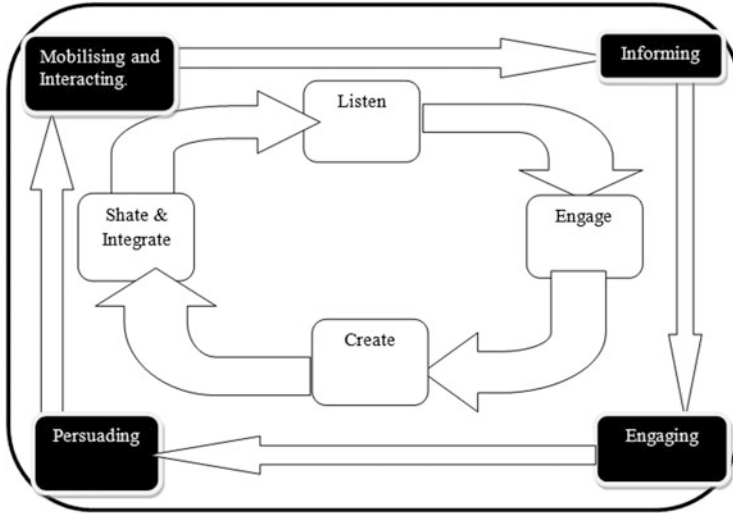 Mobilising and
Interacting.
Informing
Listen
Shate &
Integrate
Engage
Create
Persuading
Engaging